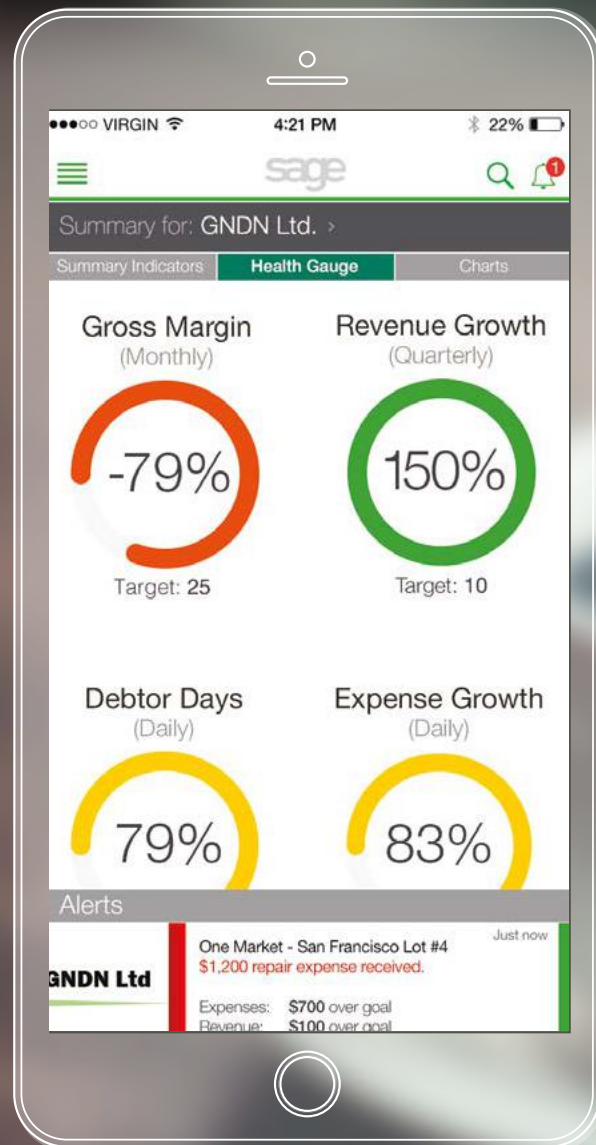 VIRGIN 4:21 PM 22%
sage 1
Summary for: GNDN Ltd. >
Summary Indicators Health Gauge Charts
Gross Margin Revenue Growth
(Monthly) (Quarterly)
-79% 150%
Target: 25 Target: 10
Debtor Days Expense Growth
(Daily) (Daily)
79% 83%
Alerts
Just now
One Market - San Francisco Lot #4
$1,200 repair expense received.
GNDN Ltd
Expenses: $700 over goal
Revenue: $100 over goal